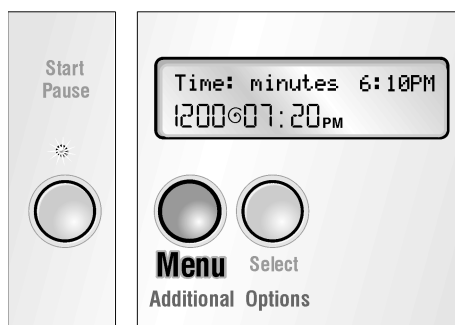 Start
Pause
Time: minutes 6:10PM
1200 07:20PM
Menu
Select
Additional Options